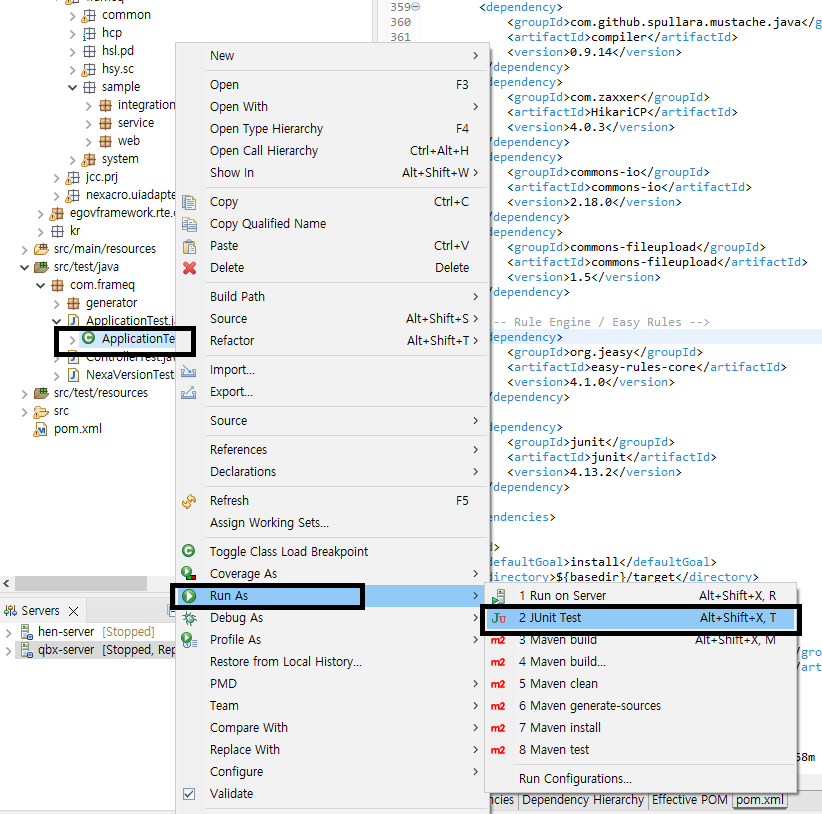 common
hcp
hsl.pd
hsy.sc
sample
integration
service
web
system
jcc.prj
nexacro.uiadapte
egovframework.rte.
kr
src/main/resources
src/test/java
com.frameq
generator
ApplicationTest.j
ApplicationTe
ControllerTest.jav
NexaVersionTest
src/test/resources
src
pom.xml
Servers
hen-server [Stopped]
qbx-server [Stopped, Rep
New
Open F3
Open With
Open Type Hierarchy F4
Open Call Hierarchy Ctrl+Alt+H
Show In Alt+Shift+W
Copy Ctrl+C
Copy Qualified Name
Paste Ctrl+V
Delete Delete
Build Path
Source Alt+Shift+S
Refactor Alt+Shift+T
Import...
Export...
Source
References
Declarations
Refresh F5
Assign Working Sets...
Toggle Class Load Breakpoint
Coverage As
Run As
Debug As
Profile As
Restore from Local History...
PMD
Team
Compare With
Replace With
Configure
Validate
1 Run on Server Alt+Shift+X, R
2 JUnit Test Alt+Shift+X, T
3 Maven build Alt+Shift+X, M
4 Maven build...
5 Maven clean
6 Maven generate-sources
7 Maven install
8 Maven test
Run Configurations...
359 <dependency>
360 <groupId>com.github.spullara.mustache.java</g
361 <artifactId>compiler</artifactId>
<version>0.9.14</version>
/dependency>
dependency>
<groupId>com.zaxxer</groupId>
<artifactId>HikariCP</artifactId>
<version>4.0.3</version>
/dependency>
dependency>
<groupId>commons-io</groupId>
<artifactId>commons-io</artifactId>
<version>2.18.0</version>
/dependency>
dependency>
<groupId>commons-fileupload</groupId>
<artifactId>commons-fileupload</artifactId>
<version>1.5</version>
/dependency>
-- Rule Engine / Easy Rules -->
dependency>
<groupId>org.jeasy</groupId>
<artifactId>easy-rules-core</artifactId>
<version>4.1.0</version>
/dependency>
dependency>
<groupId>junit</groupId>
<artifactId>junit</artifactId>
<version>4.13.2</version>
/dependency>
endencies>
d>
defaultGoal>install</defaultGoal>
directory>${basedir}/target</directory>
</gro
</art
58m
ncies Dependency Hierarchy Effective POM pom.xml